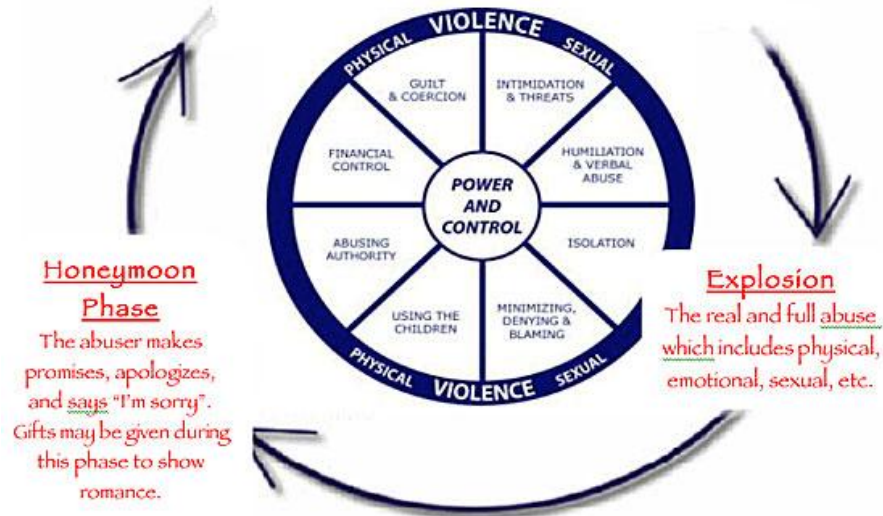 PHYSICAL VIOLENCE SEXUAL
GUILT
& COERCION
INTIMIDATION
& THREATS
FINANCIAL
CONTROL
HUMILIATION
& VERBAL
ABUSE
POWER
AND
CONTROL
ABUSING
AUTHORITY
ISOLATION
USING THE
CHILDREN
MINIMIZING,
DENYING &
BLAMING
PHYSICAL VIOLENCE SEXUAL
Honeymoon
Phase
The abuser makes
promises, apologizes,
and says “I’m sorry”.
Gifts may be given during
this phase to show
romance.
Explosion
The real and full abuse
which includes physical,
emotional, sexual, etc.